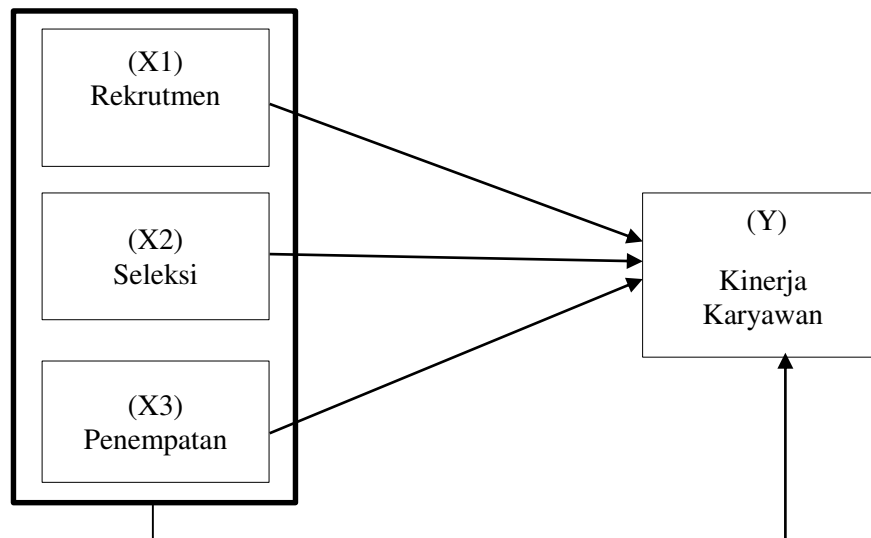 (X1)
Rekrutmen
(X2)
Seleksi
(X3)
Penempatan
(Y)
Kinerja
Karyawan